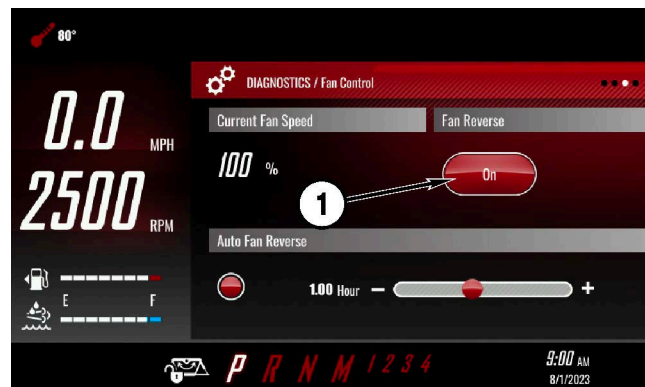 80°
DIAGNOSTICS / Fan Control
Current Fan Speed
Fan Reverse
0.0 MPH
100 %
On
1
2500 RPM
Auto Fan Reverse
1.00 Hour − +
E F
P R N M 1 2 3 4
9:00 AM
8/1/2023